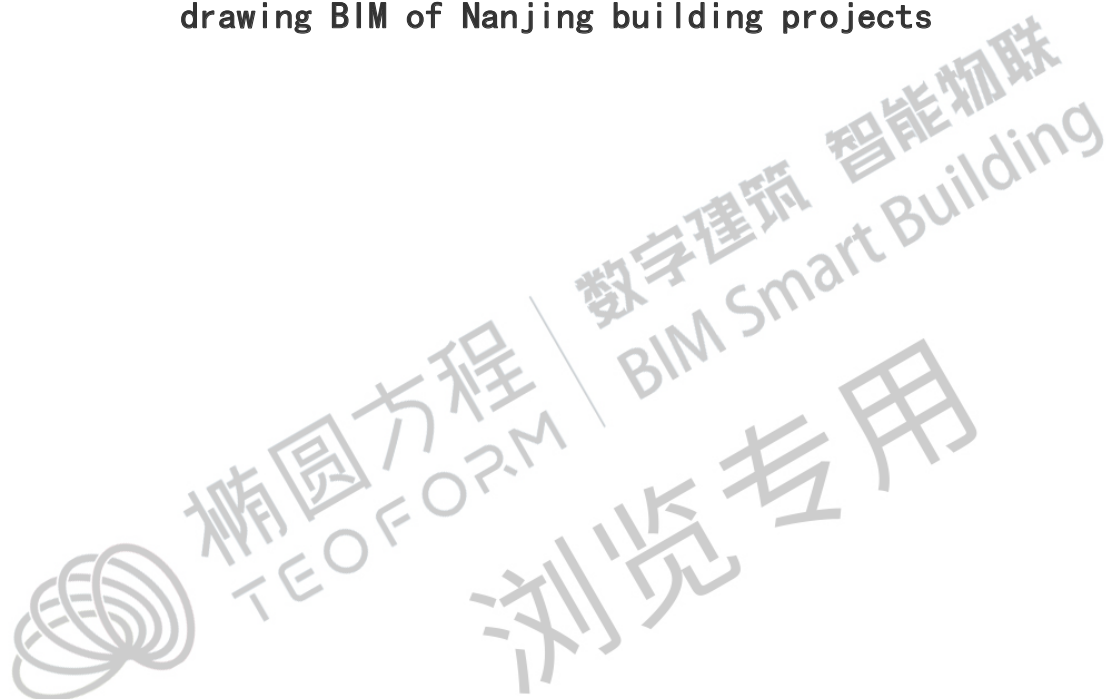 drawing BIM of Nanjing building projects
数字建筑 智能物联
BIM Smart Building
椭圆方程
TEOFORM
浏览专用